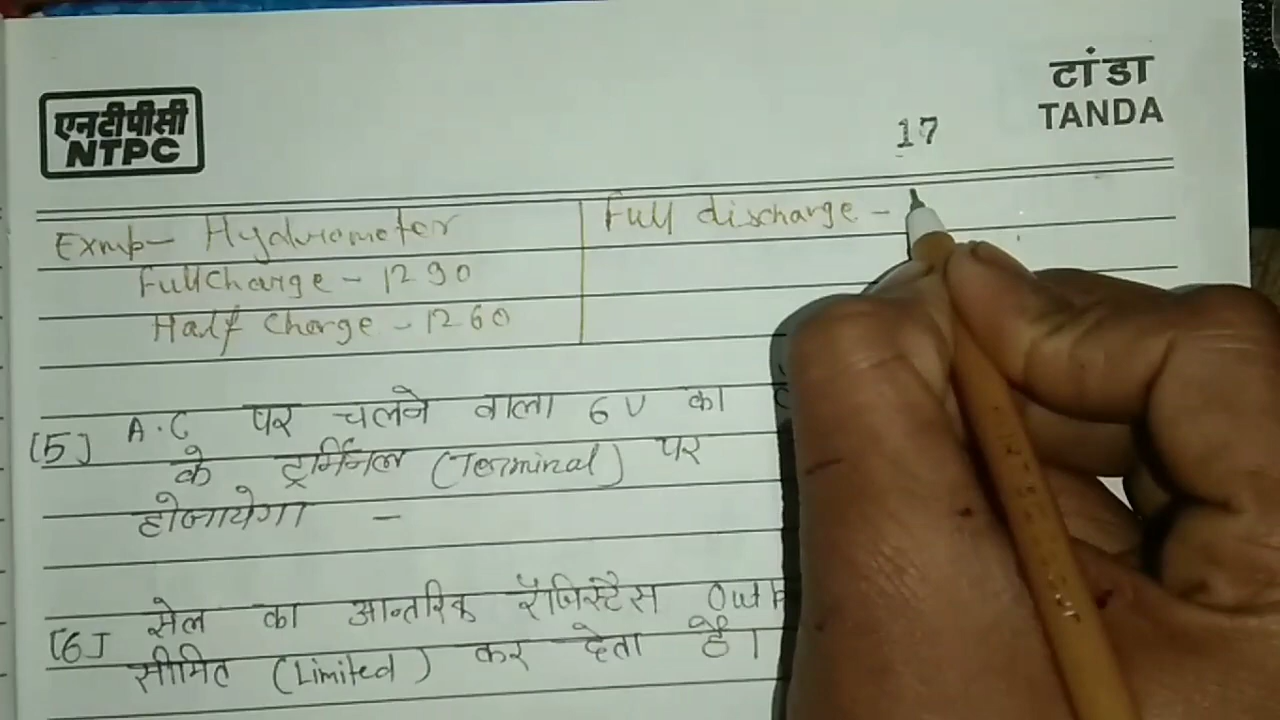 एनटीपीसी
NTPC
टांडा
TANDA
17
Exmp- Hydrometer
Full discharge -
Full Charge - 1290
Half Charge - 1260
[5] A.C पर चलने वाला 6V का
के ट्रर्मिनल (Terminal) पर
होजायेगा -
[6] सेल का आन्तरिक रेजिस्टेंस
सीमित (Limited) कर देता है।